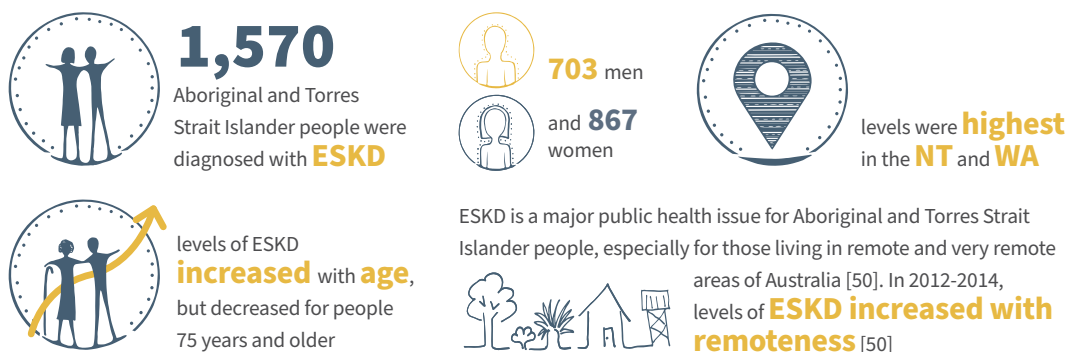 1,570
Aboriginal and Torres
Strait Islander people were
diagnosed with ESKD
703 men
and 867
women
levels were highest
in the NT and WA
levels of ESKD
increased with age,
but decreased for people
75 years and older
ESKD is a major public health issue for Aboriginal and Torres Strait
Islander people, especially for those living in remote and very remote
areas of Australia [50]. In 2012-2014,
levels of ESKD increased with
remoteness [50]